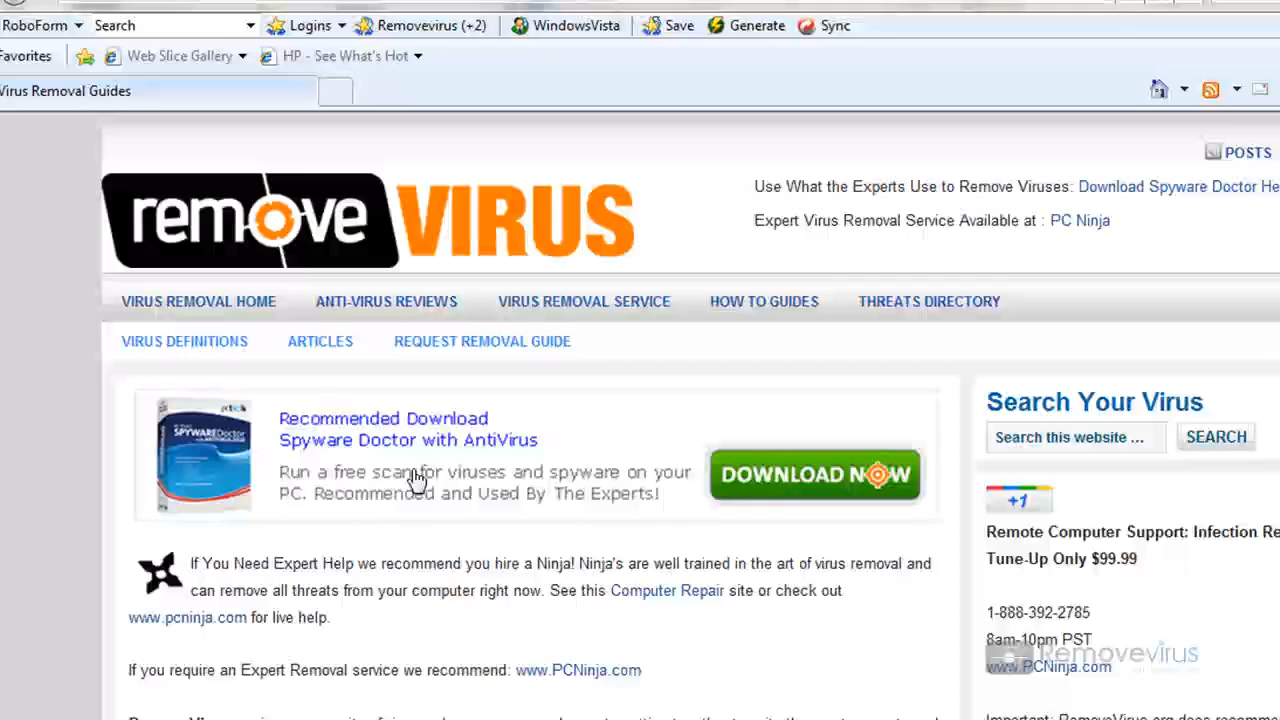 RoboForm Search Logins Removevirus (+2) WindowsVista Save Generate Sync
Favorites Web Slice Gallery HP - See What's Hot
Virus Removal Guides
POSTS
remove VIRUS
Use What the Experts Use to Remove Viruses: Download Spyware Doctor He
Expert Virus Removal Service Available at : PC Ninja
VIRUS REMOVAL HOME ANTI-VIRUS REVIEWS VIRUS REMOVAL SERVICE HOW TO GUIDES THREATS DIRECTORY
VIRUS DEFINITIONS ARTICLES REQUEST REMOVAL GUIDE
pctools
SPYWARE DOCTOR
Recommended Download
Spyware Doctor with AntiVirus
Run a free scan for viruses and spyware on your
PC. Recommended and Used By The Experts!
DOWNLOAD NOW
If You Need Expert Help we recommend you hire a Ninja! Ninja's are well trained in the art of virus removal and
can remove all threats from your computer right now. See this Computer Repair site or check out
www.pcninja.com for live help.
If you require an Expert Removal service we recommend: www.PCNinja.com
Search Your Virus
Search this website ... SEARCH
+1
Remote Computer Support: Infection Re
Tune-Up Only $99.99
1-888-392-2785
8am-10pm PST
www.PCNinja.com
Removevirus